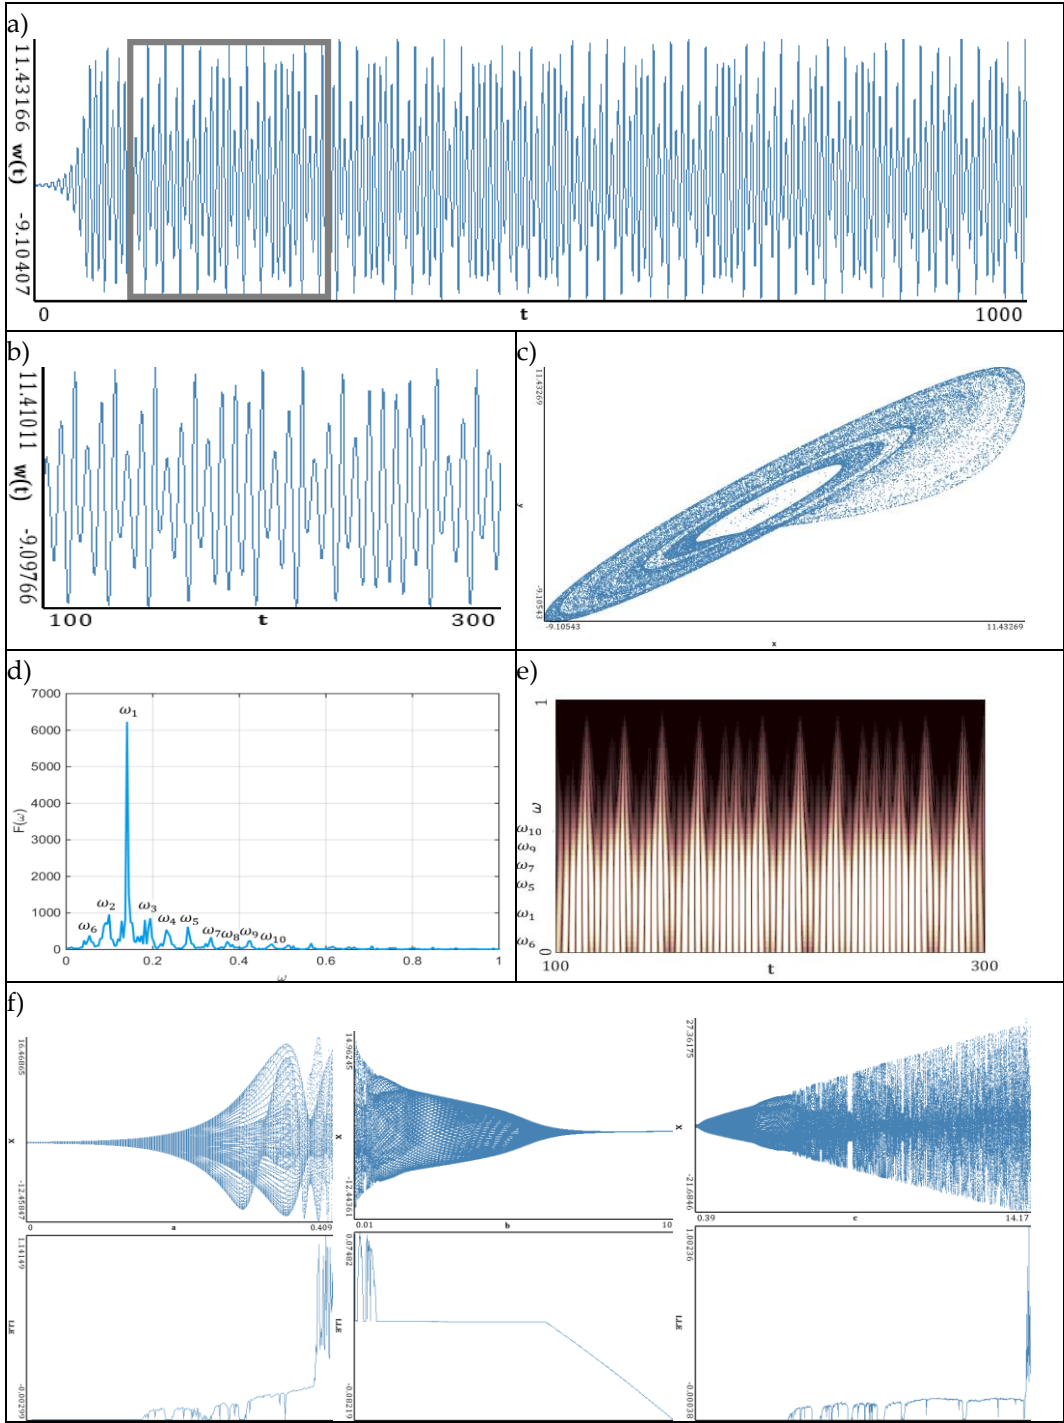 a)
11.43166 w(t) -9.10407
0 t 1000
b)
11.41011 w(t) -9.09766
100 t 300
c)
11.43269
y
-9.10543
-9.10543 11.43269
x
d)
7000
6000
5000
4000
3000
2000
1000
0
F(ω)
ω1
ω2
ω3
ω4
ω5
ω6
ω7
ω8
ω9
ω10
0 0.2 0.4 0.6 0.8 1
ω
e)
1
ω
ω10
ω9
ω7
ω5
ω1
ω6
0
100 t 300
f)
16.46865
x
-12.45847
0 a 0.409
14.96245
x
-12.44361
0.01 b 10
27.36175
x
-21.6846
0.39 c 14.17
1.14149
LLE
-0.00299
0.07482
LLE
-0.08219
1.00236
LLE
-0.00038